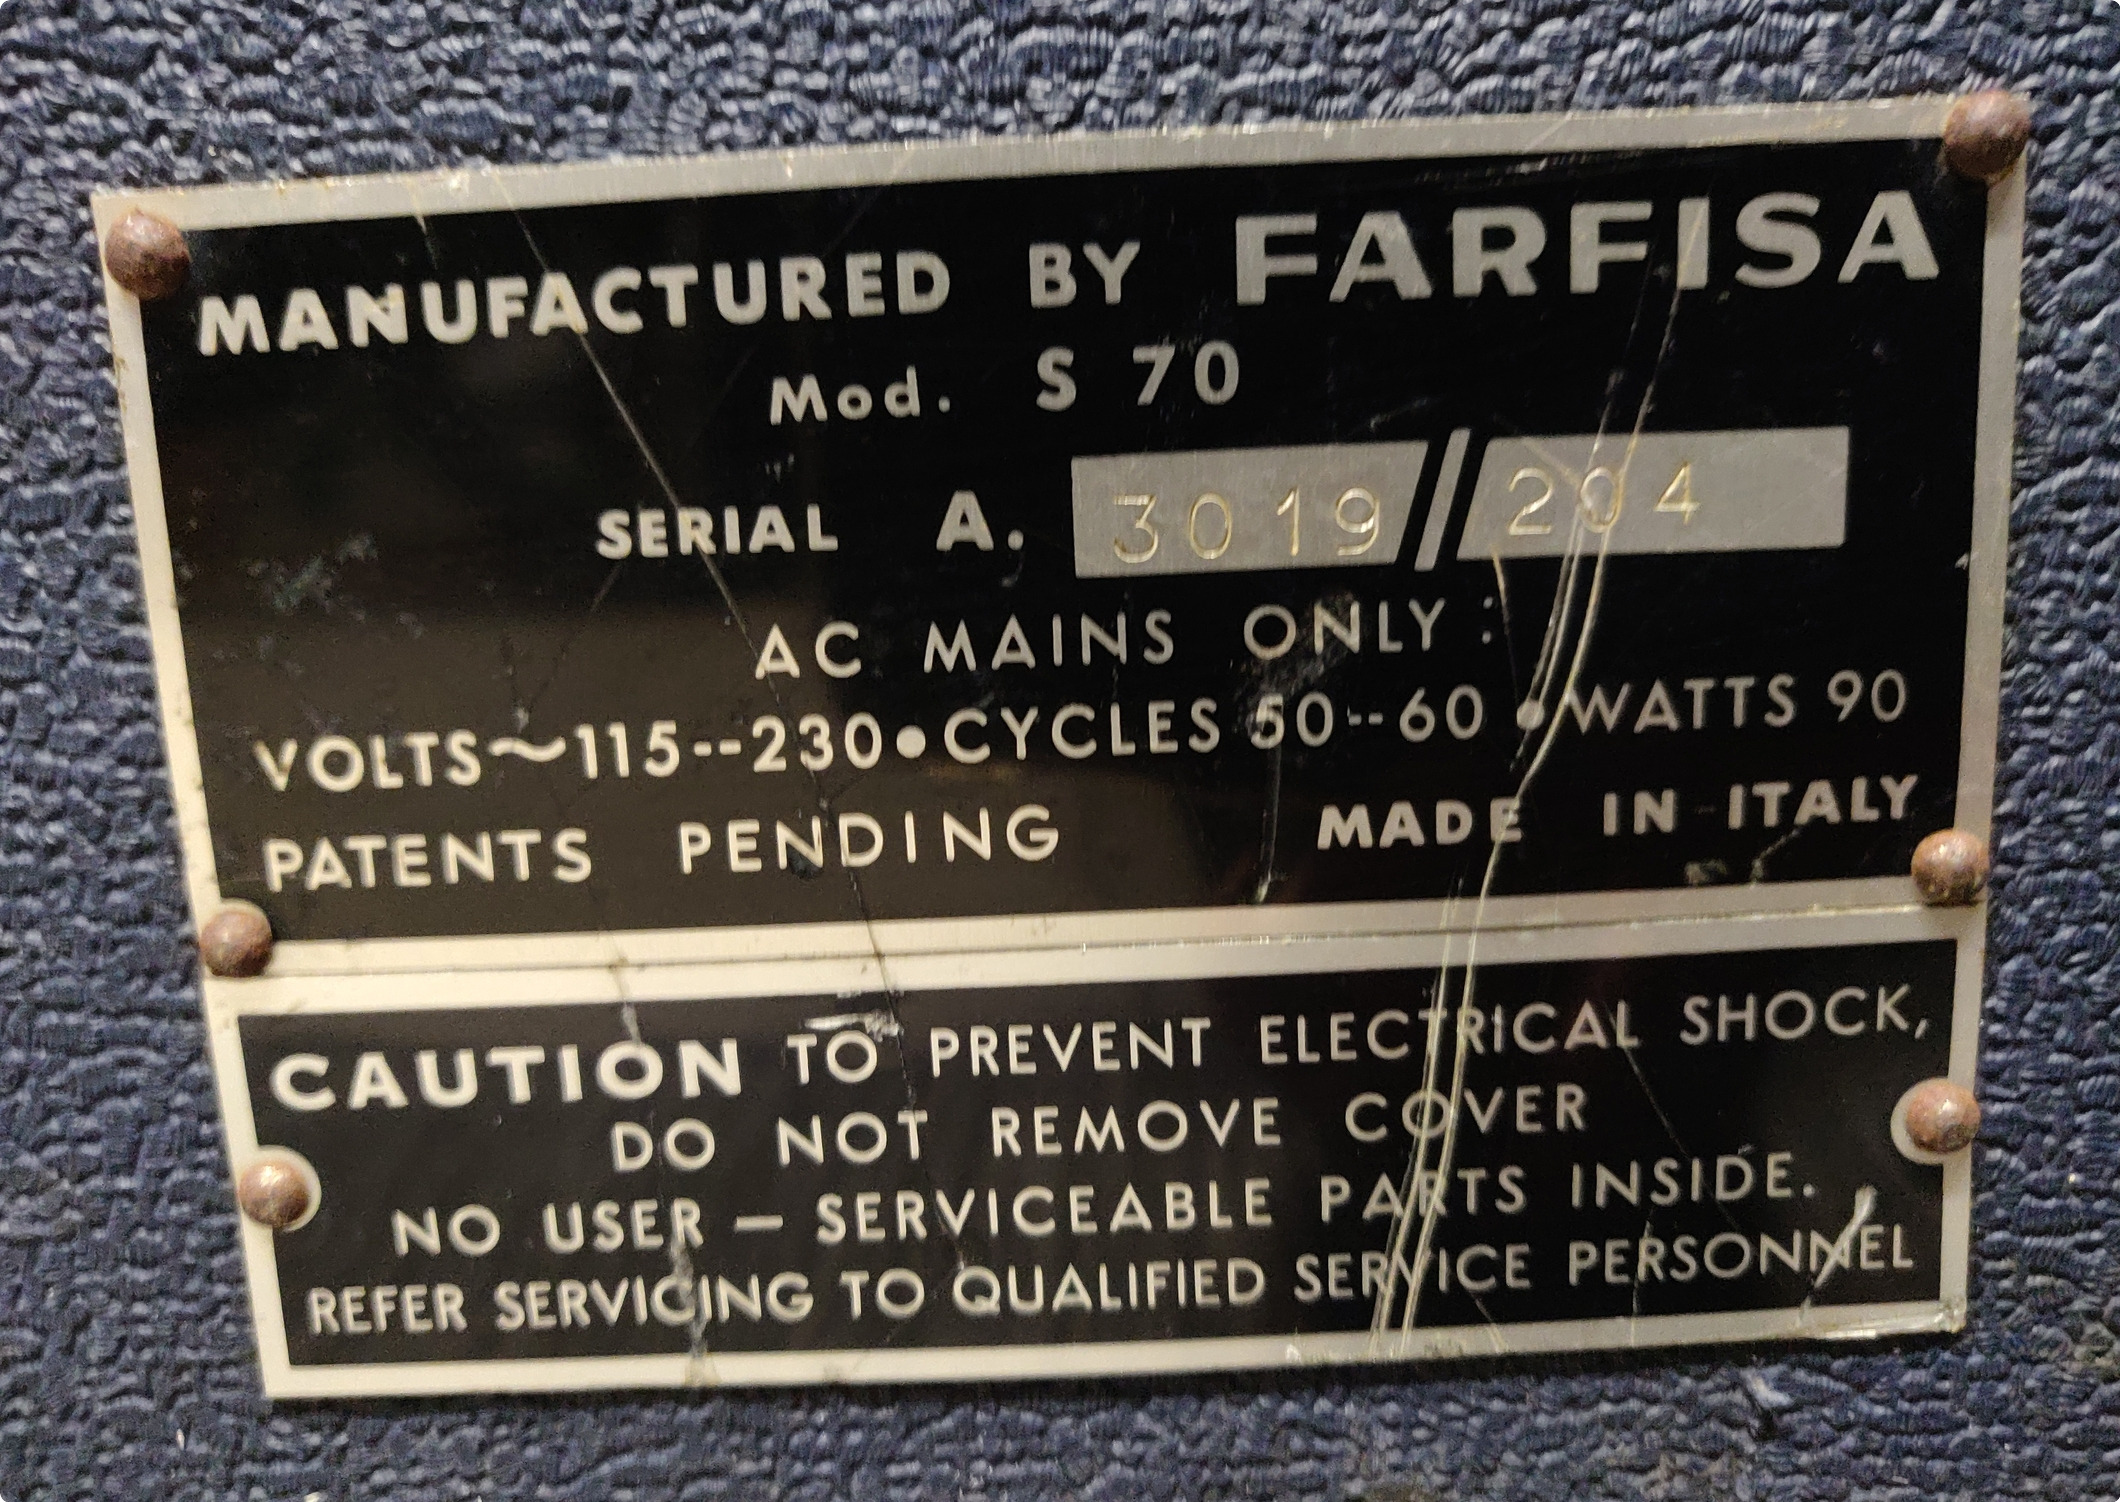 MANUFACTURED BY FARFISA
Mod. S 70
SERIAL A. 3019/204
AC MAINS ONLY:
VOLTS~115--230•CYCLES 50--60 •WATTS 90
PATENTS PENDING MADE IN ITALY
CAUTION TO PREVENT ELECTRICAL SHOCK,
DO NOT REMOVE COVER
NO USER – SERVICEABLE PARTS INSIDE.
REFER SERVICING TO QUALIFIED SERVICE PERSONNEL